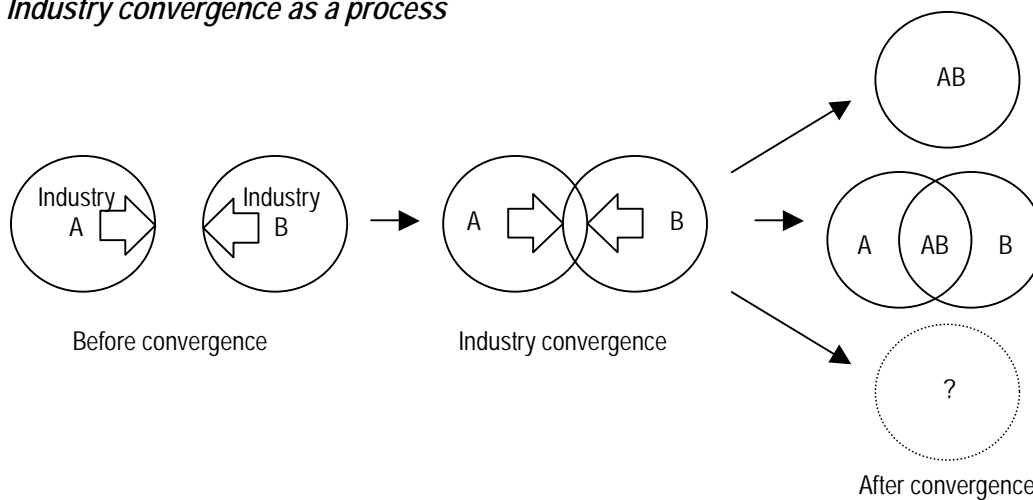 Industry convergence as a process
AB
Industry
A
Industry
B
A
B
A
AB
B
Before convergence
Industry convergence
?
After convergence